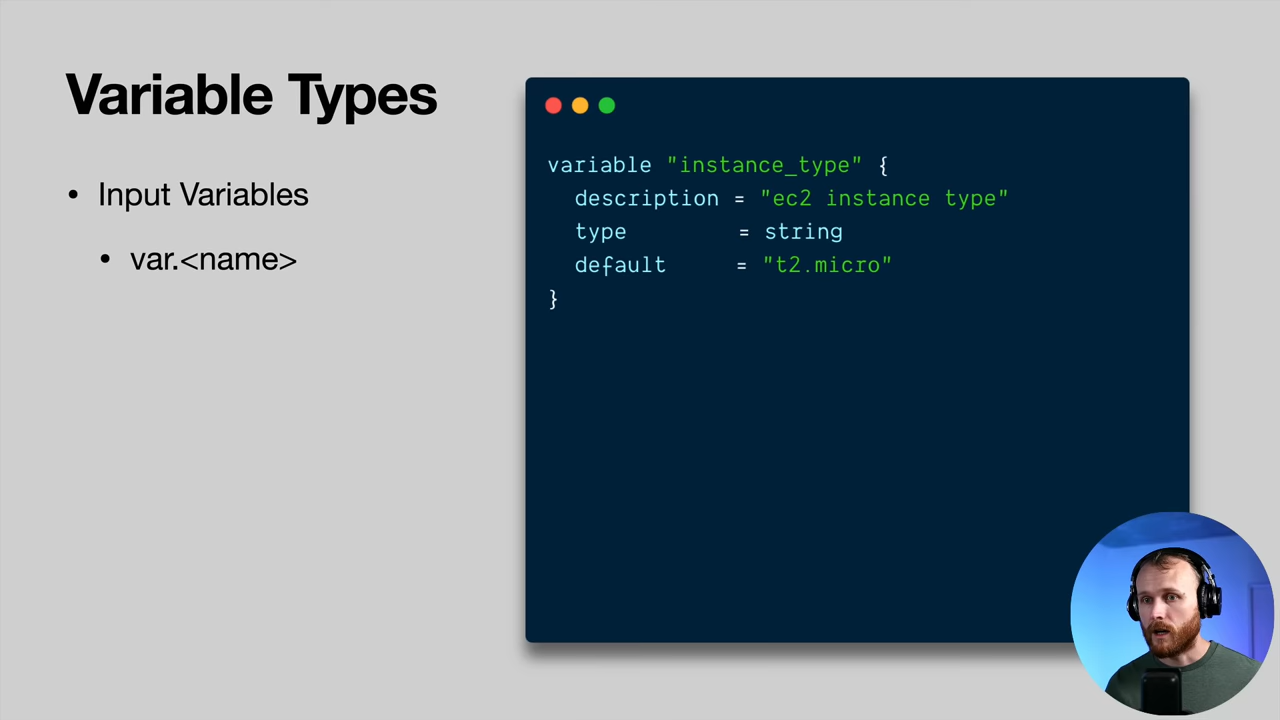 Variable Types
• Input Variables
• var.<name>
variable "instance_type" {
  description = "ec2 instance type"
  type        = string
  default     = "t2.micro"
}